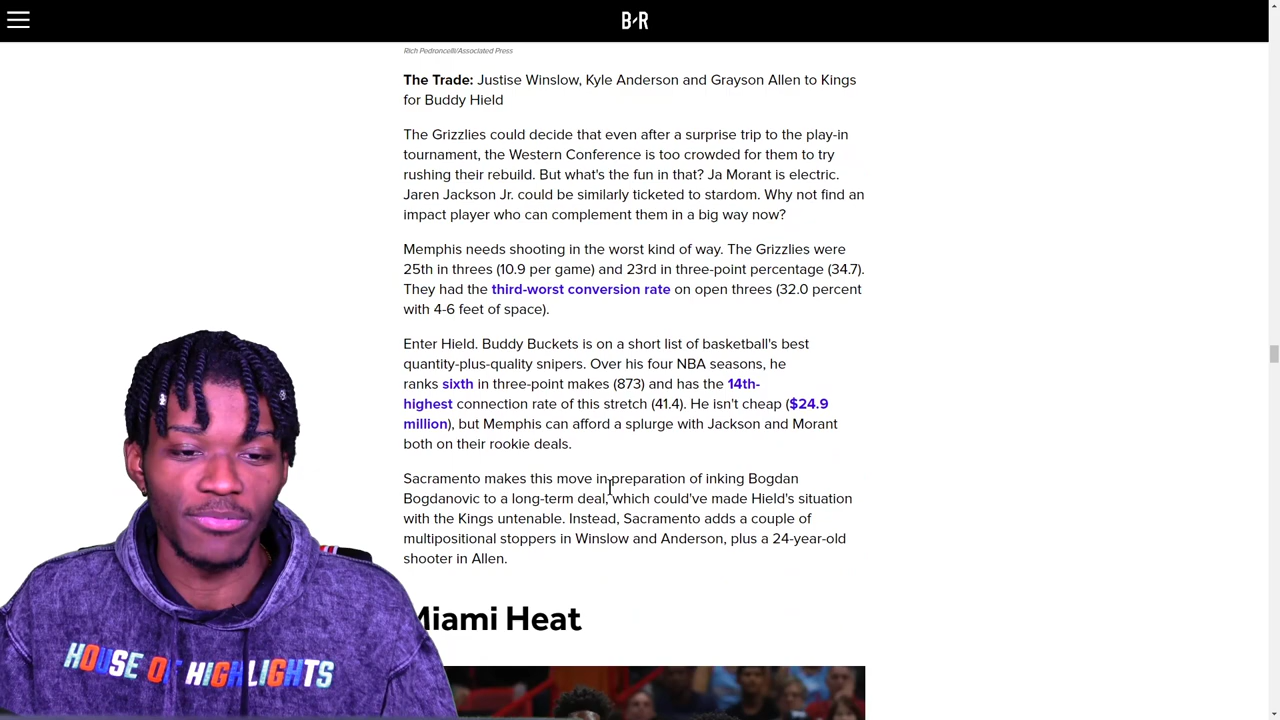 B/R
Rich Pedroncelli/Associated Press
The Trade: Justise Winslow, Kyle Anderson and Grayson Allen to Kings
for Buddy Hield
The Grizzlies could decide that even after a surprise trip to the play-in
tournament, the Western Conference is too crowded for them to try
rushing their rebuild. But what's the fun in that? Ja Morant is electric.
Jaren Jackson Jr. could be similarly ticketed to stardom. Why not find an
impact player who can complement them in a big way now?
Memphis needs shooting in the worst kind of way. The Grizzlies were
25th in threes (10.9 per game) and 23rd in three-point percentage (34.7).
They had the third-worst conversion rate on open threes (32.0 percent
with 4-6 feet of space).
Enter Hield. Buddy Buckets is on a short list of basketball's best
quantity-plus-quality snipers. Over his four NBA seasons, he
ranks sixth in three-point makes (873) and has the 14th-
highest connection rate of this stretch (41.4). He isn't cheap ($24.9
million), but Memphis can afford a splurge with Jackson and Morant
both on their rookie deals.
Sacramento makes this move in preparation of inking Bogdan
Bogdanovic to a long-term deal, which could've made Hield's situation
with the Kings untenable. Instead, Sacramento adds a couple of
multipositional stoppers in Winslow and Anderson, plus a 24-year-old
shooter in Allen.
Miami Heat
HOUSE OF HIGHLIGHTS